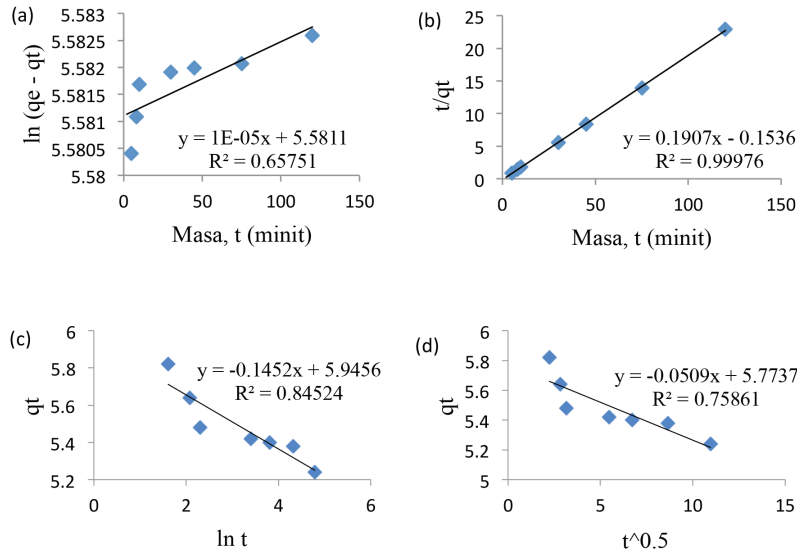 (a)
5.583
5.5825
5.582
5.5815
5.581
5.5805
5.58
ln (qe - qt)
y = 1E-05x + 5.5811
R² = 0.65751
0 50 100 150
Masa, t (minit)
(b)
25
20
15
10
5
0
t/qt
y = 0.1907x - 0.1536
R² = 0.99976
0 50 100 150
Masa, t (minit)
(c)
6
5.8
5.6
5.4
5.2
qt
y = -0.1452x + 5.9456
R² = 0.84524
0 2 4 6
ln t
(d)
6
5.8
5.6
5.4
5.2
5
qt
y = -0.0509x + 5.7737
R² = 0.75861
0 5 10 15
t^0.5